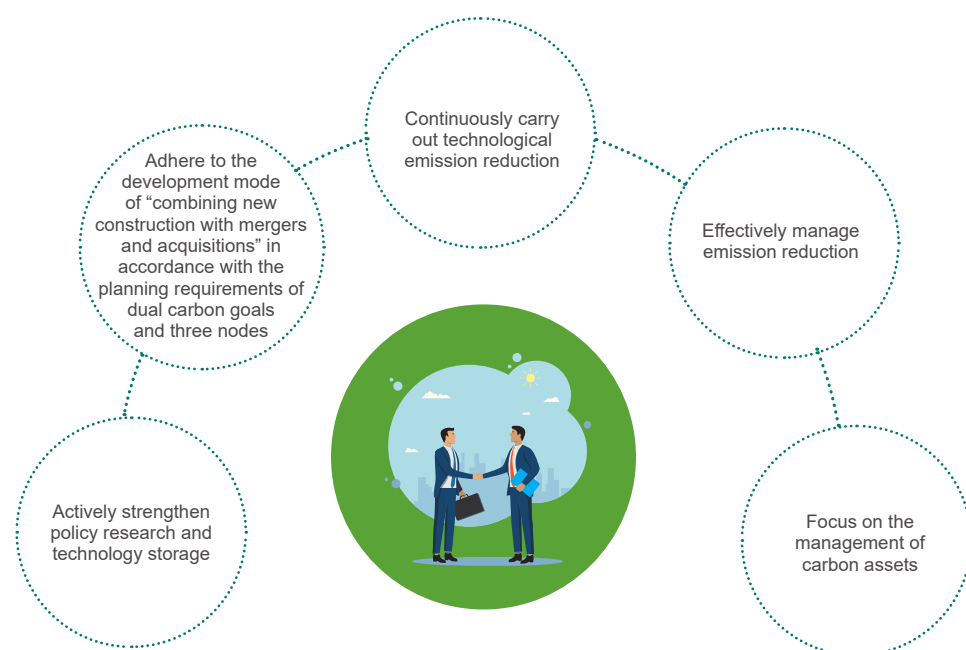 Continuously carry
out technological
emission reduction
Adhere to the
development mode
of “combining new
construction with mergers
and acquisitions” in
accordance with the
planning requirements of
dual carbon goals
and three nodes
Effectively manage
emission reduction
Actively strengthen
policy research and
technology storage
Focus on the
management of
carbon assets